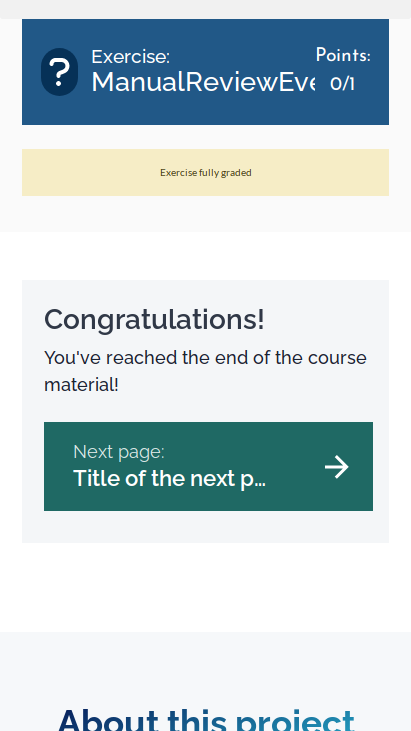 Exercise:
ManualReviewEve
Points:
0/1
Exercise fully graded
Congratulations!
You've reached the end of the course
material!
Next page:
Title of the next p...
About this project